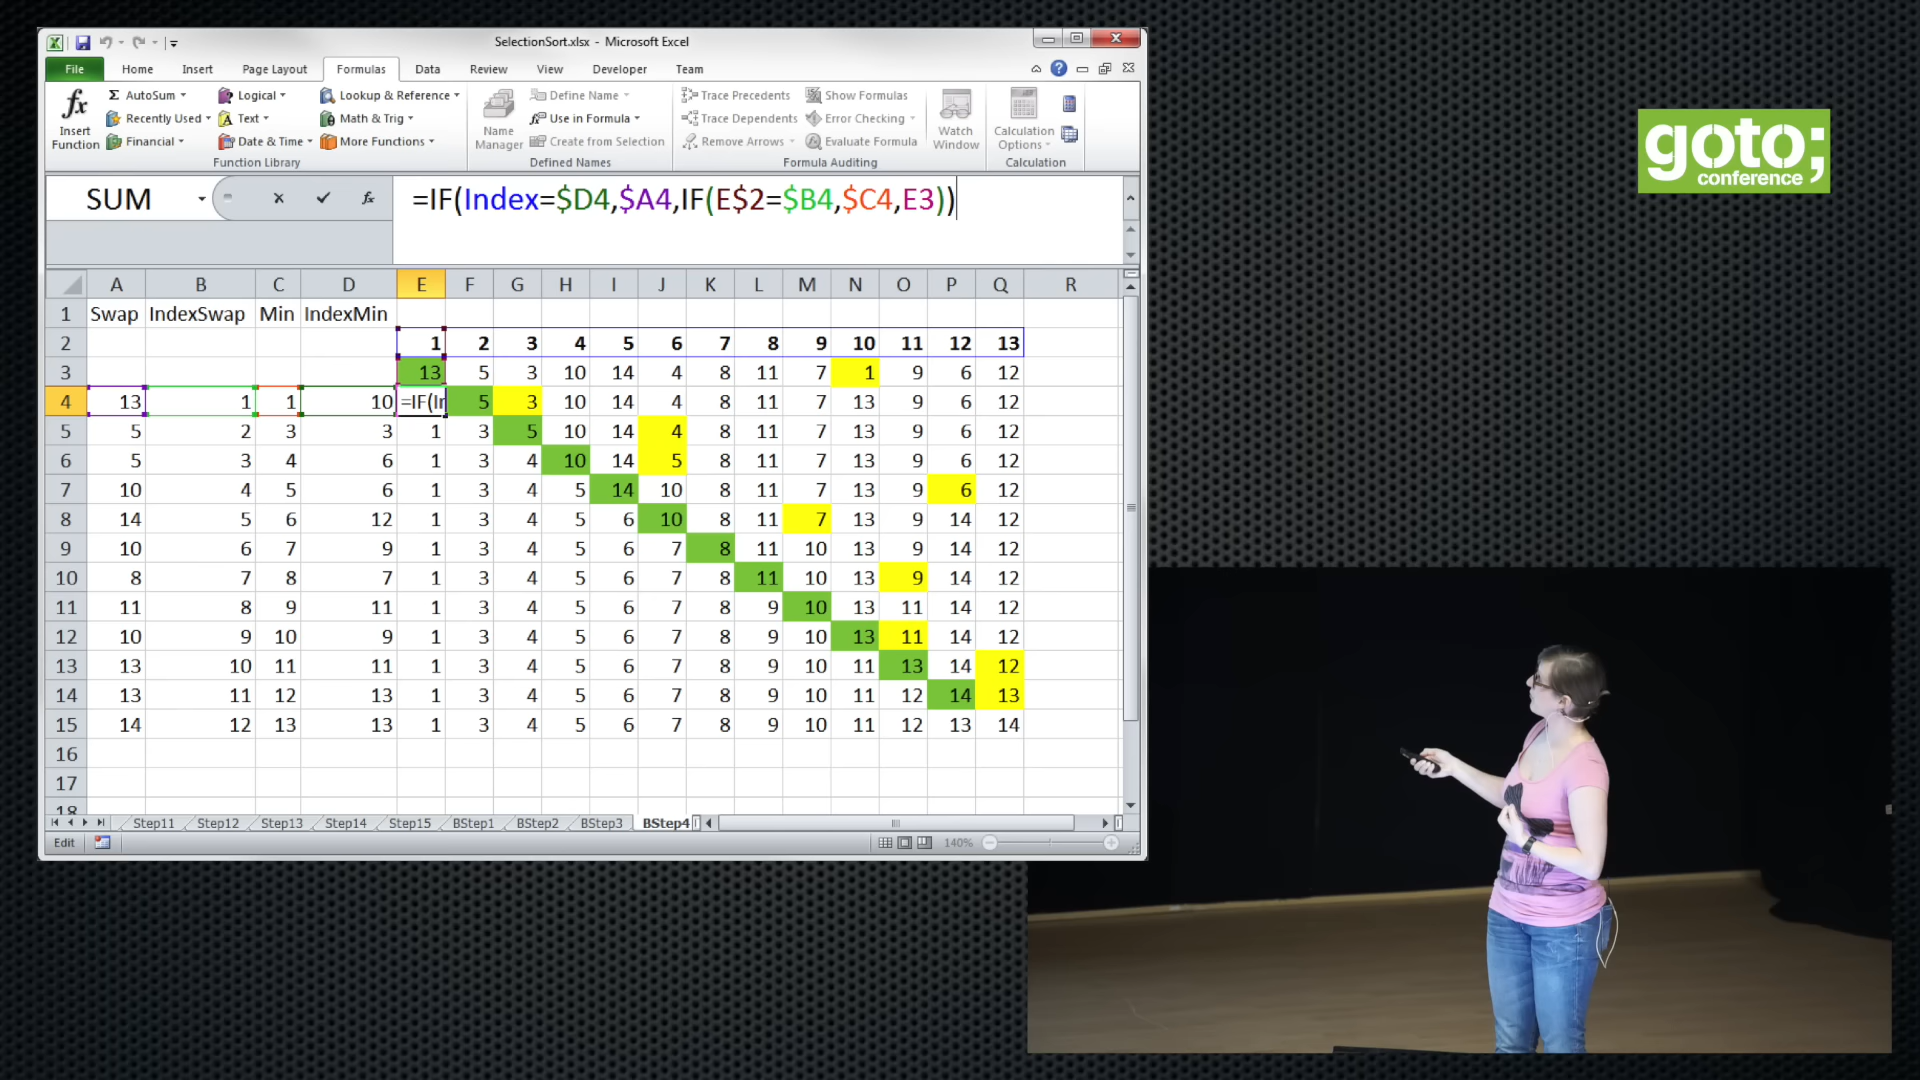 SelectionSort.xlsx - Microsoft Excel
File Home Insert Page Layout Formulas Data Review View Developer Team
Insert Function
Σ AutoSum
Recently Used
Financial
Logical
Text
Date & Time
Lookup & Reference
Math & Trig
More Functions
Function Library
Name Manager
Define Name
Use in Formula
Create from Selection
Defined Names
Trace Precedents
Trace Dependents
Remove Arrows
Show Formulas
Error Checking
Evaluate Formula
Formula Auditing
Watch Window
Calculation Options
Calculation
SUM fx =IF(Index=$D4,$A4,IF(E$2=$B4,$C4,E3))
A B C D E F G H I J K L M N O P Q R
1 Swap IndexSwap Min IndexMin
2 1 2 3 4 5 6 7 8 9 10 11 12 13
3 13 5 3 10 14 4 8 11 7 1 9 6 12
4 13 1 1 10 =IF(In 5 3 10 14 4 8 11 7 13 9 6 12
5 5 2 3 3 1 3 5 10 14 4 8 11 7 13 9 6 12
6 5 3 4 6 1 3 4 10 14 5 8 11 7 13 9 6 12
7 10 4 5 6 1 3 4 5 14 10 8 11 7 13 9 6 12
8 14 5 6 12 1 3 4 5 6 10 8 11 7 13 9 14 12
9 10 6 7 9 1 3 4 5 6 7 8 11 10 13 9 14 12
10 8 7 8 7 1 3 4 5 6 7 8 11 10 13 9 14 12
11 11 8 9 11 1 3 4 5 6 7 8 9 10 13 11 14 12
12 10 9 10 9 1 3 4 5 6 7 8 9 10 13 11 14 12
13 13 10 11 11 1 3 4 5 6 7 8 9 10 11 13 14 12
14 13 11 12 13 1 3 4 5 6 7 8 9 10 11 12 14 13
15 14 12 13 13 1 3 4 5 6 7 8 9 10 11 12 13 14
16
17
18
Step11 Step12 Step13 Step14 Step15 BStep1 BStep2 BStep3 BStep4
Edit 140%
goto;
conference